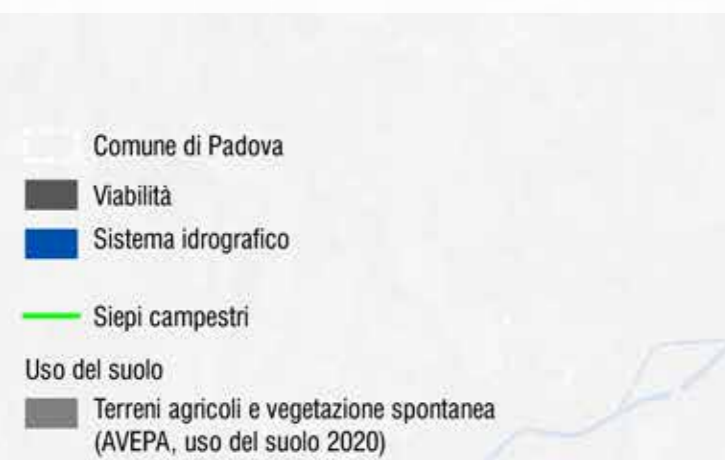 Comune di Padova
Viabilità
Sistema idrografico
Siepi campestri
Uso del suolo
Terreni agricoli e vegetazione spontanea
(AVEPA, uso del suolo 2020)